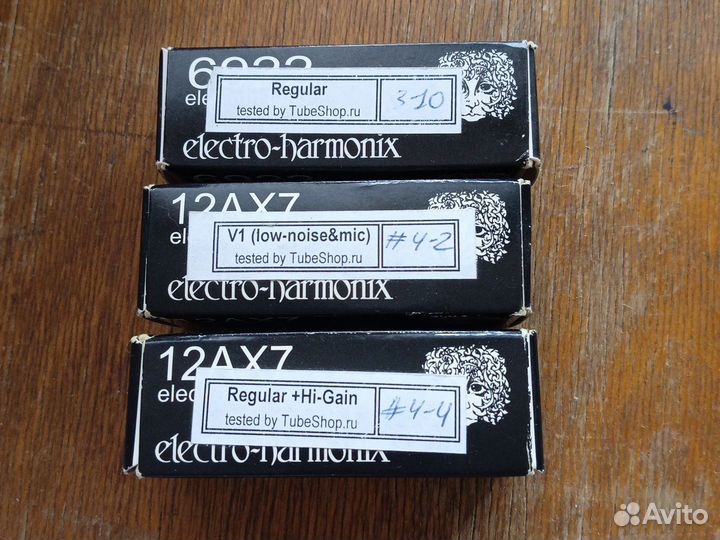 Regular
3-10
tested by TubeShop.ru
electro-harmonix
12AX7
V1 (low-noise&mic)
#4-2
tested by TubeShop.ru
electro-harmonix
12AX7
Regular +Hi-Gain
#4-4
tested by TubeShop.ru
electro-harmonix
Avito